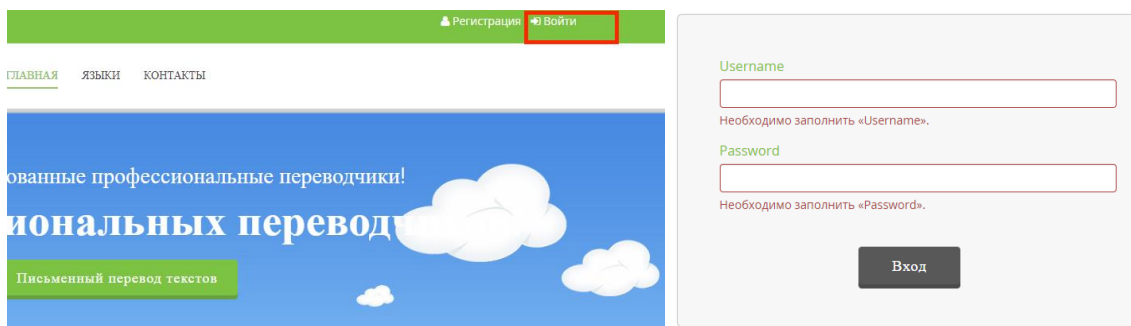 Регистрация Войти
ГЛАВНАЯ ЯЗЫКИ КОНТАКТЫ
ованные профессиональные переводчики!
иональных перевод
Письменный перевод текстов
Username
Необходимо заполнить «Username».
Password
Необходимо заполнить «Password».
Вход